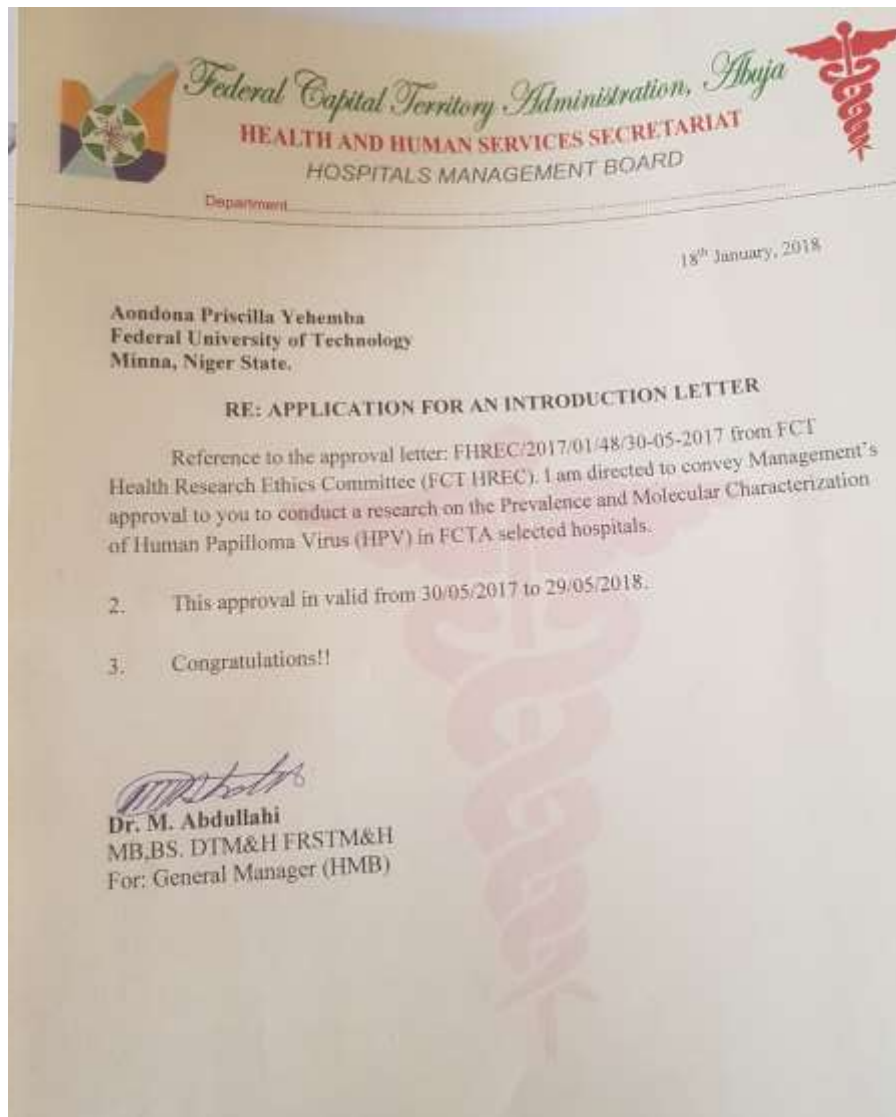 Federal Capital Territory Administration, Abuja
HEALTH AND HUMAN SERVICES SECRETARIAT
HOSPITALS MANAGEMENT BOARD
Department
18th January, 2018
Aondona Priscilla Yehemba
Federal University of Technology
Minna, Niger State.
RE: APPLICATION FOR AN INTRODUCTION LETTER
Reference to the approval letter: FHREC/2017/01/48/30-05-2017 from FCT
Health Research Ethics Committee (FCT HREC). I am directed to convey Management's
approval to you to conduct a research on the Prevalence and Molecular Characterization
of Human Papilloma Virus (HPV) in FCTA selected hospitals.
2. This approval in valid from 30/05/2017 to 29/05/2018.
3. Congratulations!!
Dr. M. Abdullahi
MB,BS. DTM&H FRSTM&H
For: General Manager (HMB)